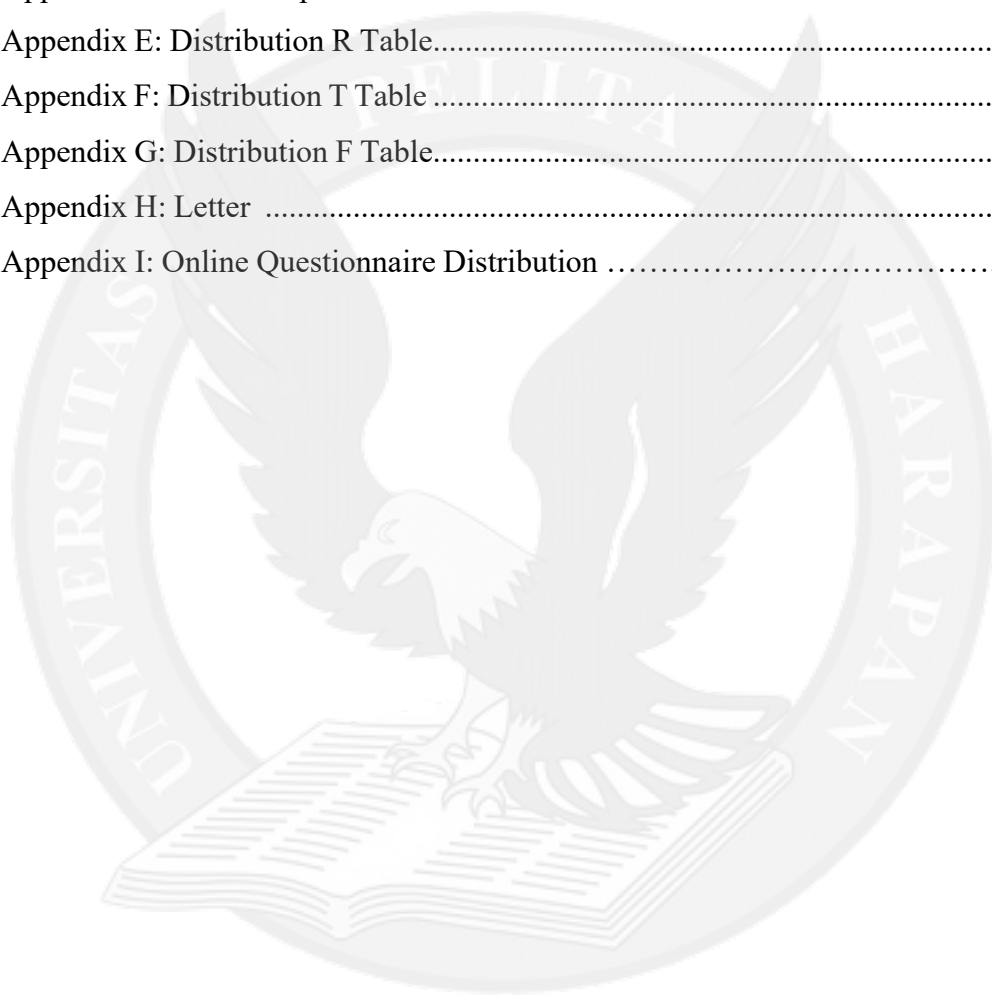 Appendix E: Distribution R Table......................................................................
Appendix F: Distribution T Table ......................................................................
Appendix G: Distribution F Table......................................................................
Appendix H: Letter ...........................................................................................
Appendix I: Online Questionnaire Distribution …………………………………
UNIVERSITAS PELITA HARAPAN